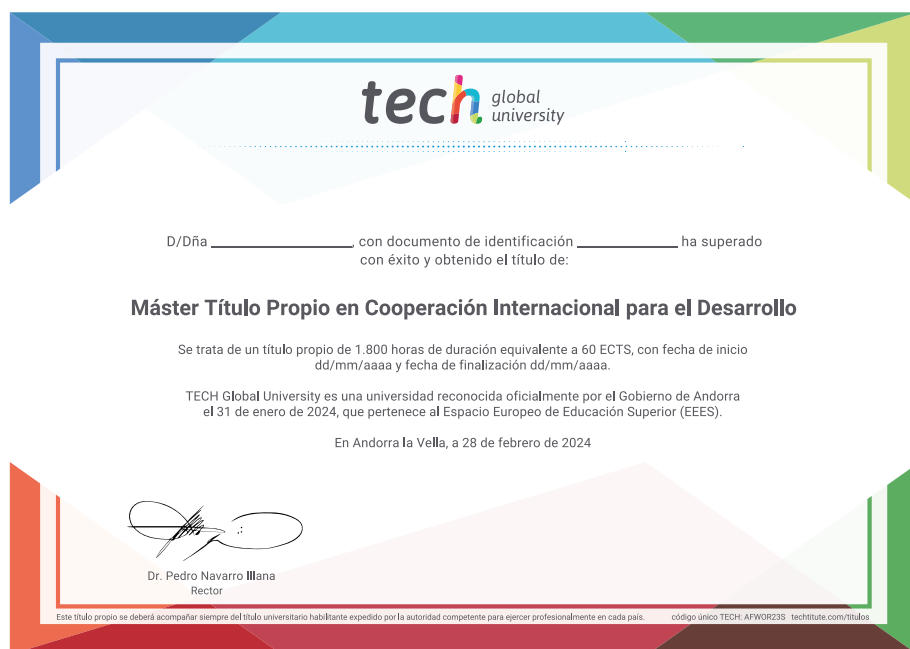 tech global university
D/Dña ________________, con documento de identificación ____________ ha superado
con éxito y obtenido el título de:
Máster Título Propio en Cooperación Internacional para el Desarrollo
Se trata de un título propio de 1.800 horas de duración equivalente a 60 ECTS, con fecha de inicio
dd/mm/aaaa y fecha de finalización dd/mm/aaaa.
TECH Global University es una universidad reconocida oficialmente por el Gobierno de Andorra
el 31 de enero de 2024, que pertenece al Espacio Europeo de Educación Superior (EEES).
En Andorra la Vella, a 28 de febrero de 2024
Dr. Pedro Navarro Illana
Rector
Este título propio se deberá acompañar siempre del título universitario habilitante expedido por la autoridad competente para ejercer profesionalmente en cada país. código único TECH: AFWOR23S techtitute.com/titulos